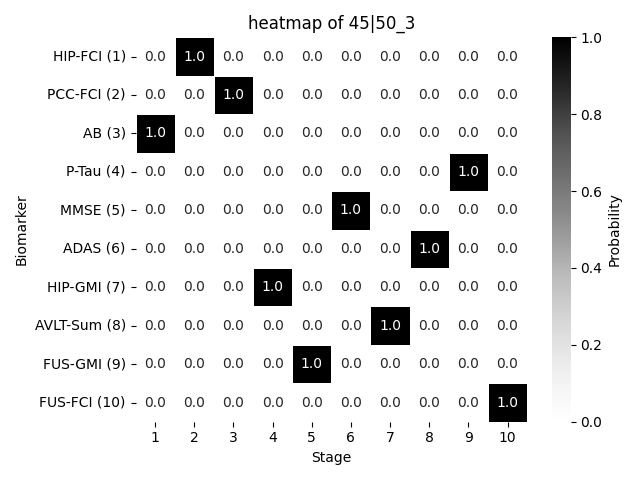 heatmap of 45|50_3
HIP-FCI (1) 0.0 1.0 0.0 0.0 0.0 0.0 0.0 0.0 0.0 0.0
PCC-FCI (2) 0.0 0.0 1.0 0.0 0.0 0.0 0.0 0.0 0.0 0.0
AB (3) 1.0 0.0 0.0 0.0 0.0 0.0 0.0 0.0 0.0 0.0
P-Tau (4) 0.0 0.0 0.0 0.0 0.0 0.0 0.0 0.0 1.0 0.0
MMSE (5) 0.0 0.0 0.0 0.0 0.0 1.0 0.0 0.0 0.0 0.0
ADAS (6) 0.0 0.0 0.0 0.0 0.0 0.0 0.0 1.0 0.0 0.0
HIP-GMI (7) 0.0 0.0 0.0 1.0 0.0 0.0 0.0 0.0 0.0 0.0
AVLT-Sum (8) 0.0 0.0 0.0 0.0 0.0 0.0 1.0 0.0 0.0 0.0
FUS-GMI (9) 0.0 0.0 0.0 0.0 1.0 0.0 0.0 0.0 0.0 0.0
FUS-FCI (10) 0.0 0.0 0.0 0.0 0.0 0.0 0.0 0.0 0.0 1.0
1 2 3 4 5 6 7 8 9 10
Stage
Biomarker
1.0
0.8
0.6
0.4
0.2
0.0
Probability